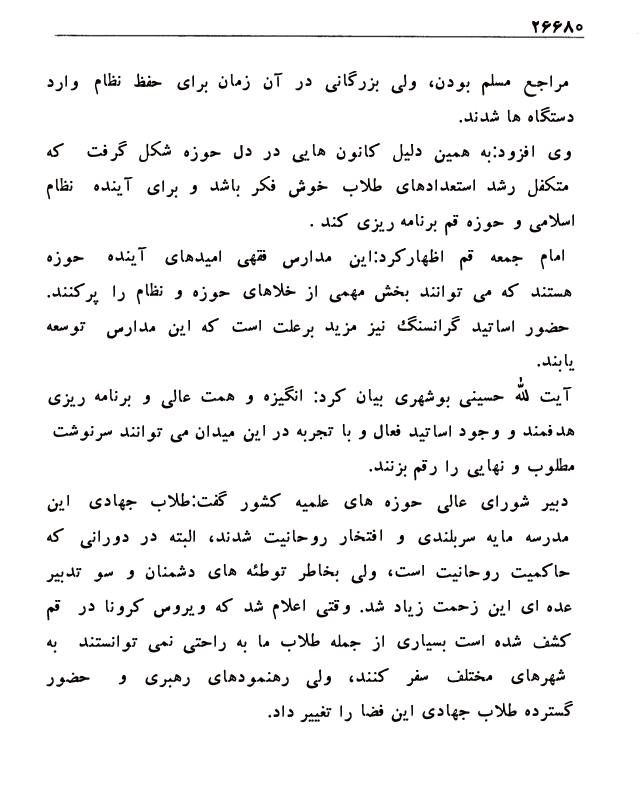 ۲۶۶۸۰
مراجع مسلم بودن، ولی بزرگانی در آن زمان برای حفظ نظام وارد
دستگاه ها شدند.
وی افزود:به همین دلیل کانون هایی در دل حوزه شکل گرفت که
متکفل رشد استعدادهای طلاب خوش فکر باشد و برای آینده نظام
اسلامی و حوزه قم برنامه ریزی کند .
امام جمعه قم اظهارکرد:این مدارس فقهی امیدهای آینده حوزه
هستند که می توانند بخش مهمی از خلاهای حوزه و نظام را پرکنند.
حضور اساتید گرانسنگ نیز مزید برعلت است که این مدارس توسعه
یابند.
آیت لله حسینی بوشهری بیان کرد: انگیزه و همت عالی و برنامه ریزی
هدفمند و وجود اساتید فعال و با تجربه در این میدان می توانند سرنوشت
مطلوب و نهایی را رقم بزنند.
دبیر شورای عالی حوزه های علمیه کشور گفت:طلاب جهادی این
مدرسه مایه سربلندی و افتخار روحانیت شدند، البته در دورانی که
حاکمیت روحانیت است، ولی بخاطر توطئه های دشمنان و سو تدبیر
عده ای این زحمت زیاد شد. وقتی اعلام شد که ویروس کرونا در قم
کشف شده است بسیاری از جمله طلاب ما به راحتی نمی توانستند به
شهرهای مختلف سفر کنند، ولی رهنمودهای رهبری و حضور
گسترده طلاب جهادی این فضا را تغییر داد.